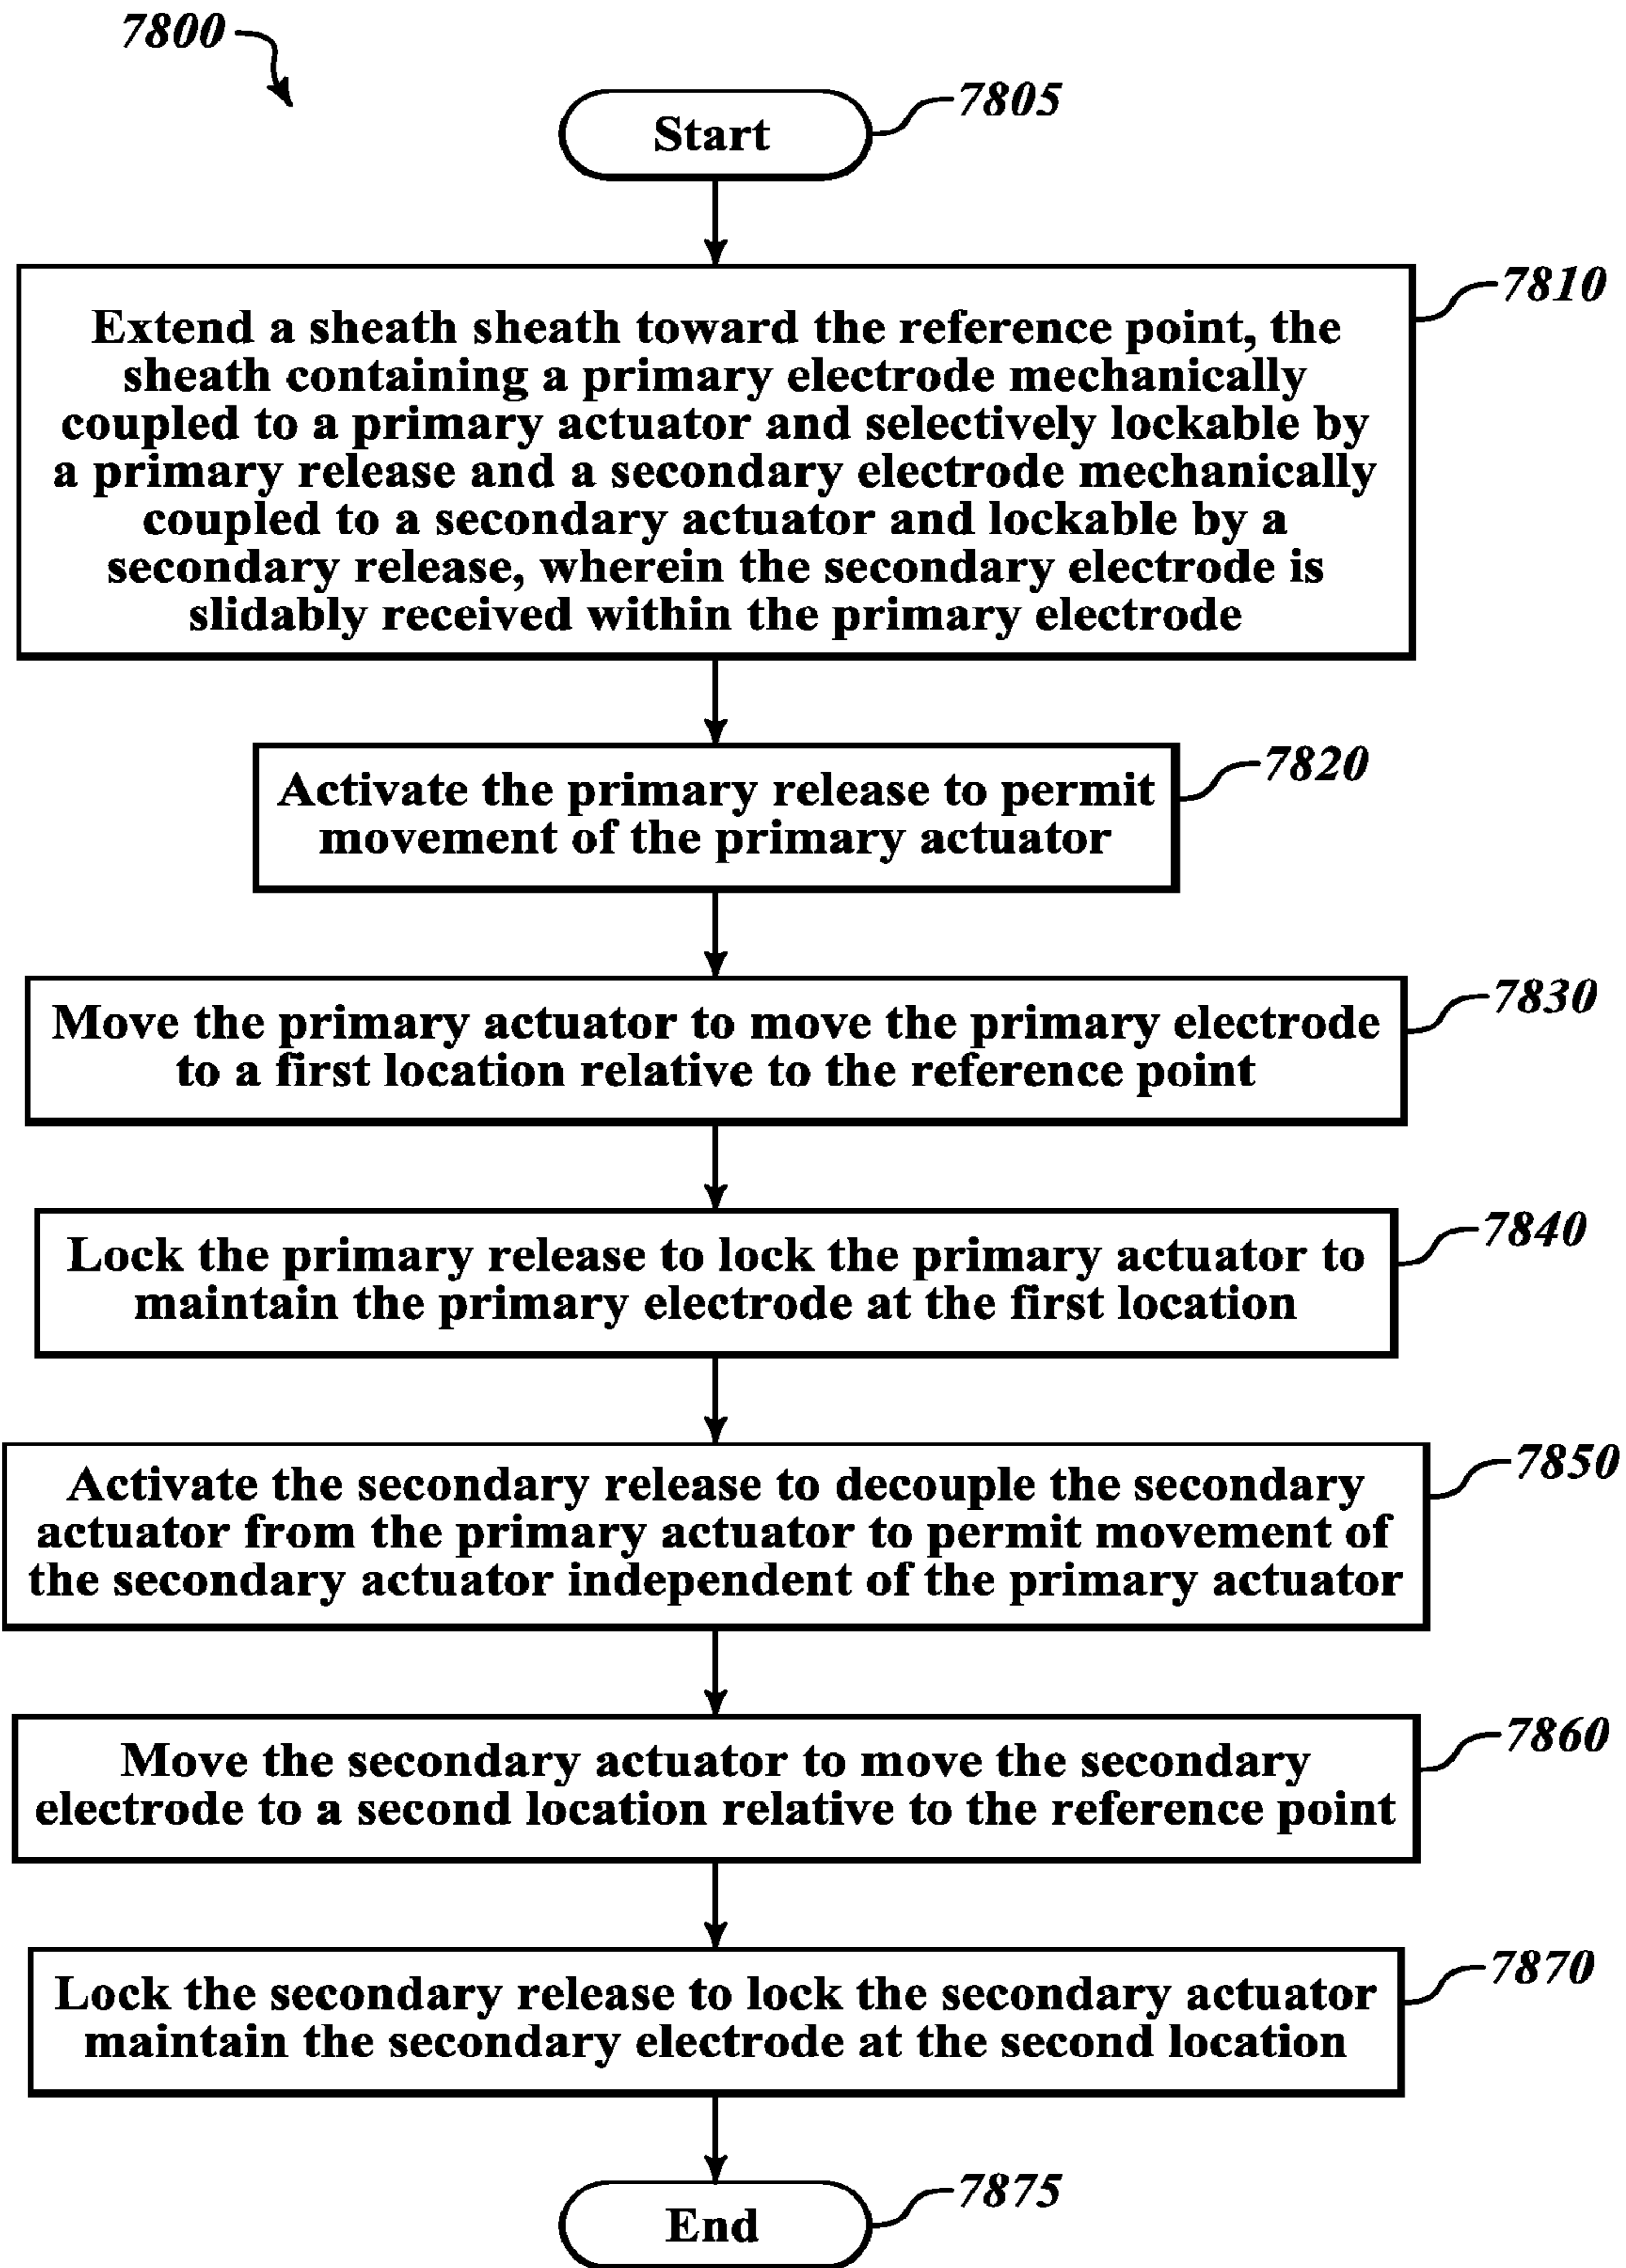 7800
Start
7805
7810
Extend a sheath sheath toward the reference point, the
sheath containing a primary electrode mechanically
coupled to a primary actuator and selectively lockable by
a primary release and a secondary electrode mechanically
coupled to a secondary actuator and lockable by a
secondary release, wherein the secondary electrode is
slidably received within the primary electrode
7820
Activate the primary release to permit
movement of the primary actuator
7830
Move the primary actuator to move the primary electrode
to a first location relative to the reference point
7840
Lock the primary release to lock the primary actuator to
maintain the primary electrode at the first location
7850
Activate the secondary release to decouple the secondary
actuator from the primary actuator to permit movement of
the secondary actuator independent of the primary actuator
7860
Move the secondary actuator to move the secondary
electrode to a second location relative to the reference point
7870
Lock the secondary release to lock the secondary actuator
maintain the secondary electrode at the second location
7875
End